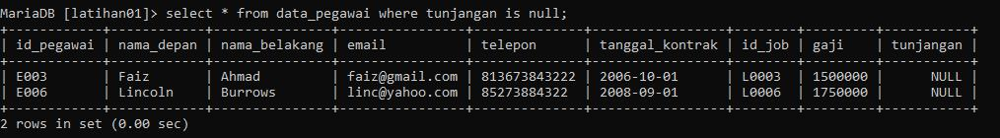 MariaDB [latihan01]> select * from data_pegawai where tunjangan is null;
+------------+------------+---------------+----------------+--------------+-----------------+--------+---------+-----------+
| id_pegawai | nama_depan | nama_belakang | email          | telepon      | tanggal_kontrak | id_job | gaji    | tunjangan |
+------------+------------+---------------+----------------+--------------+-----------------+--------+---------+-----------+
| E003       | Faiz       | Ahmad         | faiz@gmail.com | 813673843222 | 2006-10-01      | L0003  | 1500000 |      NULL |
| E006       | Lincoln    | Burrows       | linc@yahoo.com | 85273884322  | 2008-09-01      | L0006  | 1750000 |      NULL |
+------------+------------+---------------+----------------+--------------+-----------------+--------+---------+-----------+
2 rows in set (0.00 sec)